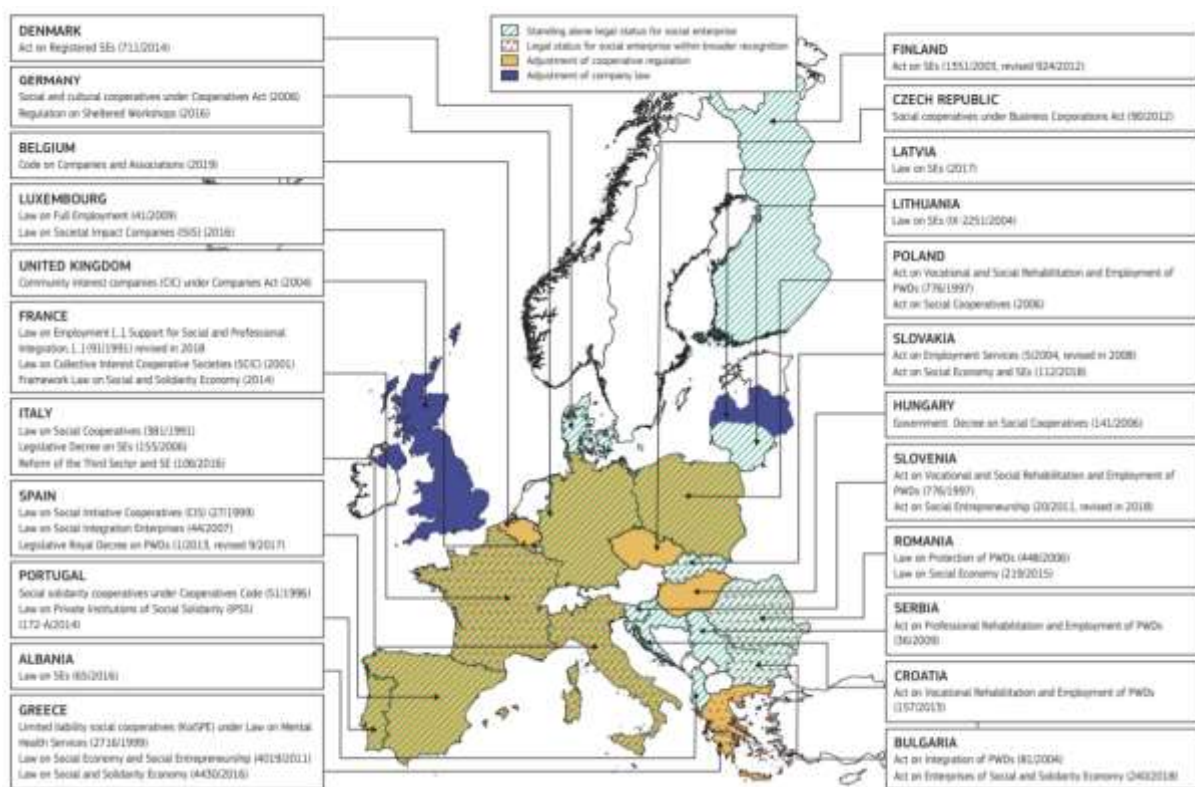 Standing alone legal status for social enterprise
Legal status for social enterprise within broader recognition
Adjustment of cooperative regulation
Adjustment of company law
DENMARK
Act on Registered SEs (711/2014)
GERMANY
Social and cultural cooperatives under Cooperatives Act (2006)
Regulation on Sheltered Workshops (2016)
BELGIUM
Code on Companies and Associations (2019)
LUXEMBOURG
Law on Full Employment (41/2009)
Law on Societal Impact Companies (SIS) (2016)
UNITED KINGDOM
Community interest companies (CIC) under Companies Act (2004)
FRANCE
Law on Employment [...] Support for Social and Professional
Integration, [...] (91/1991) revised in 2018
Law on Collective Interest Cooperative Societies (SCIC) (2001)
Framework Law on Social and Solidarity Economy (2014)
ITALY
Law on Social Cooperatives (381/1991)
Legislative Decree on SEs (155/2006)
Reform of the Third Sector and SE (106/2016)
SPAIN
Law on Social Initiative Cooperatives (CIS) (27/1999)
Law on Social Integration Enterprises (44/2007)
Legislative Royal Decree on PWDs (1/2013, revised 9/2017)
PORTUGAL
Social solidarity cooperatives under Cooperatives Code (51/1996)
Law on Private Institutions of Social Solidarity (IPSS)
(172-A/2014)
ALBANIA
Law on SEs (65/2016)
GREECE
Limited liability social cooperatives (KoiSPE) under Law on Mental
Health Services (2716/1999)
Law on Social Economy and Social Entrepreneurship (4019/2011)
Law on Social and Solidarity Economy (4430/2016)
FINLAND
Act on SEs (1351/2003, revised 924/2012)
CZECH REPUBLIC
Social cooperatives under Business Corporations Act (90/2012)
LATVIA
Law on SEs (2017)
LITHUANIA
Law on SEs (IX-2251/2004)
POLAND
Act on Vocational and Social Rehabilitation and Employment of
PWDs (776/1997)
Act on Social Cooperatives (2006)
SLOVAKIA
Act on Employment Services (5/2004, revised in 2008)
Act on Social Economy and SEs (112/2018)
HUNGARY
Government Decree on Social Cooperatives (141/2006)
SLOVENIA
Act on Vocational and Social Rehabilitation and Employment of
PWDs (776/1997)
Act on Social Entrepreneurship (20/2011, revised in 2018)
ROMANIA
Law on Protection of PWDs (448/2006)
Law on Social Economy (219/2015)
SERBIA
Act on Professional Rehabilitation and Employment of PWDs
(36/2009)
CROATIA
Act on Vocational Rehabilitation and Employment of PWDs
(157/2013)
BULGARIA
Act on Integration of PWDs (81/2004)
Act on Enterprises of Social and Solidarity Economy (240/2018)